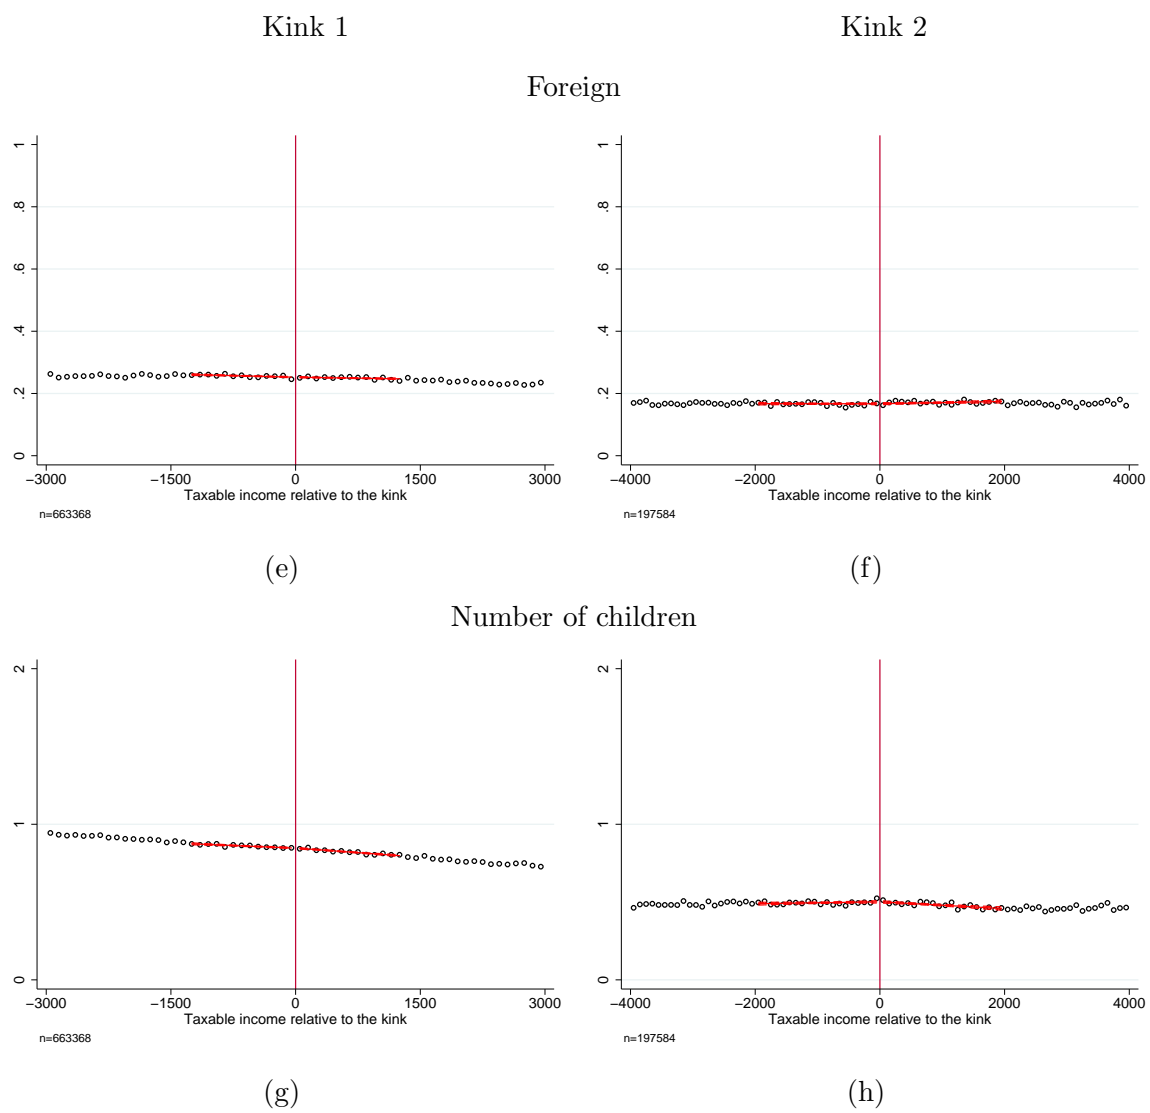 Kink 1 Kink 2
Foreign
1 1
.8 .8
.6 .6
.4 .4
.2 .2
0 0
−3000 −1500 0 1500 3000 −4000 −2000 0 2000 4000
Taxable income relative to the kink Taxable income relative to the kink
n=663368 n=197584
(e) (f)
Number of children
2 2
1 1
0 0
−3000 −1500 0 1500 3000 −4000 −2000 0 2000 4000
Taxable income relative to the kink Taxable income relative to the kink
n=663368 n=197584
(g) (h)